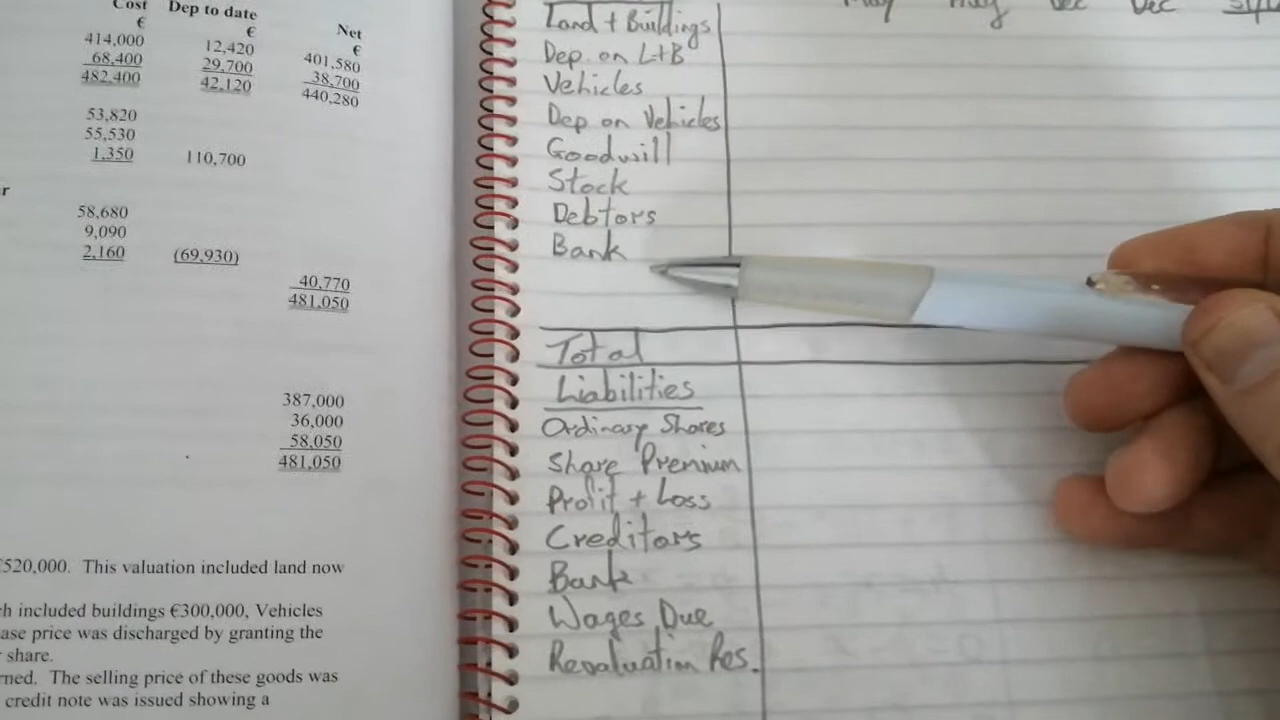 Cost Dep to date Net
€ € €
414,000 12,420 401,580
68,400 29,700 38,700
482,400 42,120 440,280
53,820
55,530
1,350 110,700
r
58,680
9,090
2,160 (69,930)
40,770
481,050
387,000
36,000
58,050
481,050
€520,000. This valuation included land now
h included buildings €300,000, Vehicles
ase price was discharged by granting the
share.
rned. The selling price of these goods was
credit note was issued showing a
May May Dec Dec
Land + Buildings
Dep. on L+B
Vehicles
Dep on Vehicles
Goodwill
Stock
Debtors
Bank
Total
Liabilities
Ordinary Shares
Share Premium
Profit + Loss
Creditors
Bank
Wages Due
Revaluation Res.